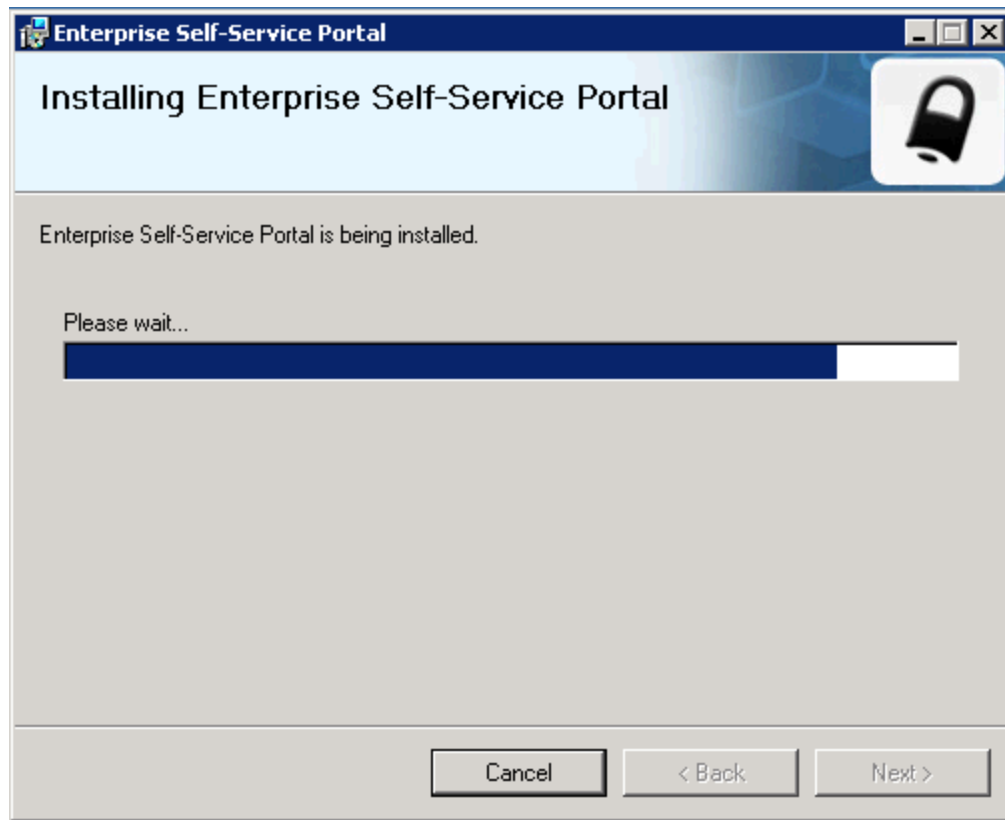 Enterprise Self-Service Portal
Installing Enterprise Self-Service Portal
Enterprise Self-Service Portal is being installed.
Please wait...
Cancel
< Back
Next >